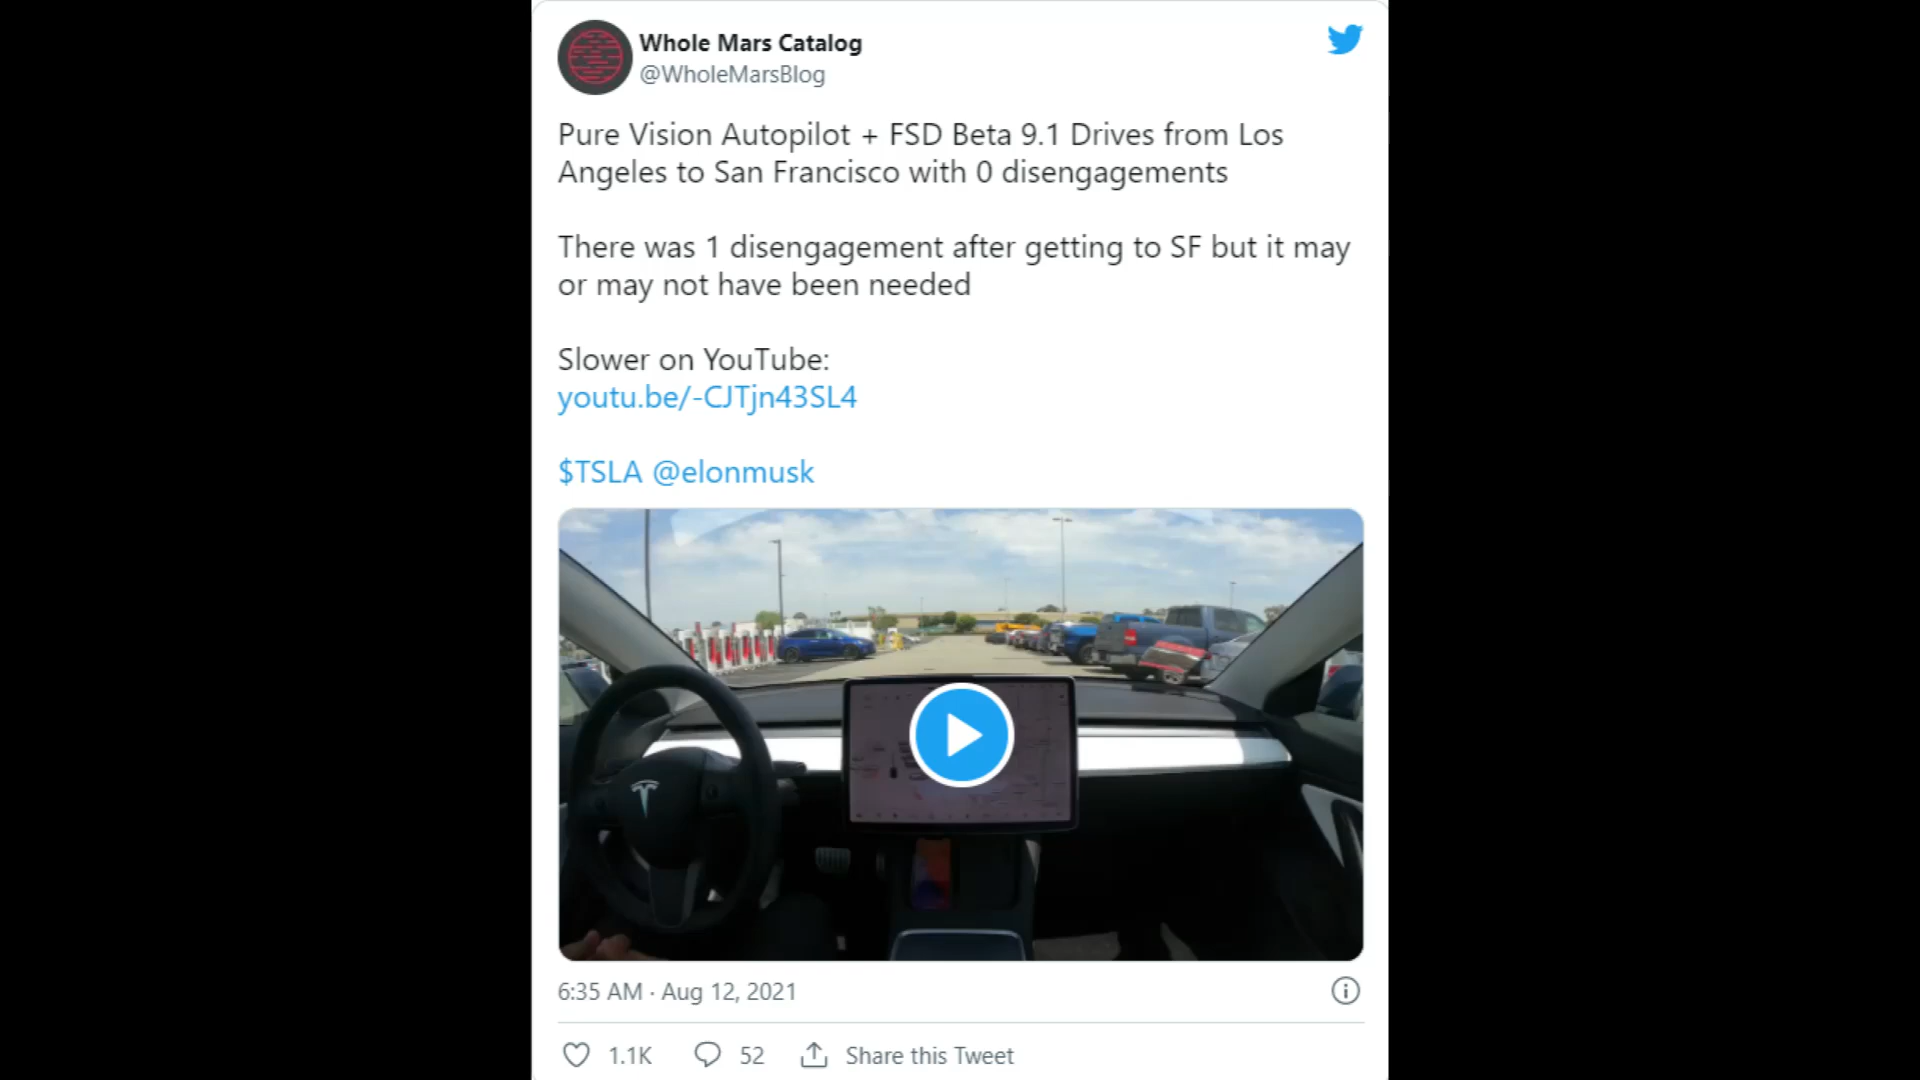 Whole Mars Catalog
@WholeMarsBlog
Pure Vision Autopilot + FSD Beta 9.1 Drives from Los
Angeles to San Francisco with 0 disengagements
There was 1 disengagement after getting to SF but it may
or may not have been needed
Slower on YouTube:
youtu.be/-CJTjn43SL4
$TSLA @elonmusk
6:35 AM · Aug 12, 2021
1.1K
52
Share this Tweet